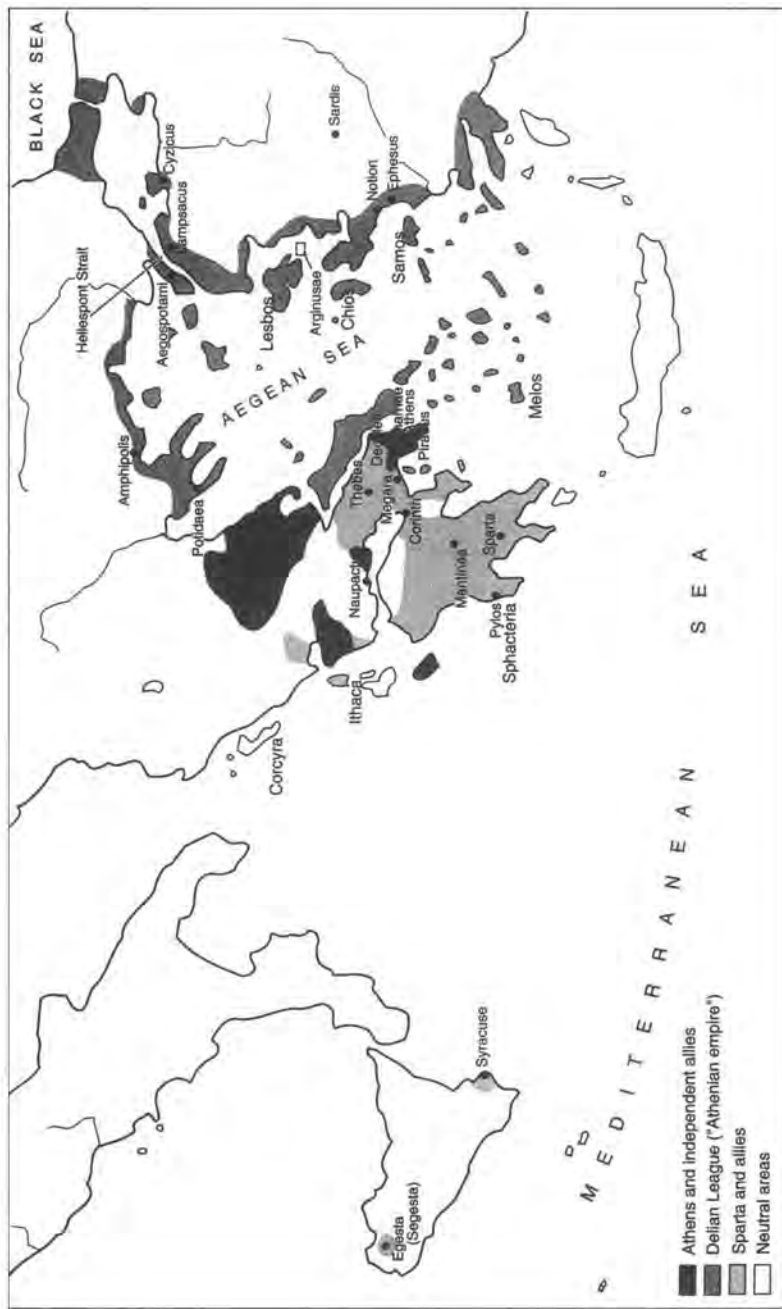 BLACK SEA
Hellespont Strait
Lampsacus
Cyzicus
Aegospotami
Sardis
Lesbos
Arginusae
Notion
Ephesus
Chios
Samos
AEGEAN SEA
Amphipolis
Potidaea
Thebes
Athens
Piraeus
Megara
Corinth
Melos
Mantinea
Sparta
Pylos
Sphacteria
Ithaca
Corcyra
Syracuse
Egesta
(Segesta)
MEDITERRANEAN SEA
Athens and independent allies
Delian League ("Athenian empire")
Sparta and allies
Neutral areas